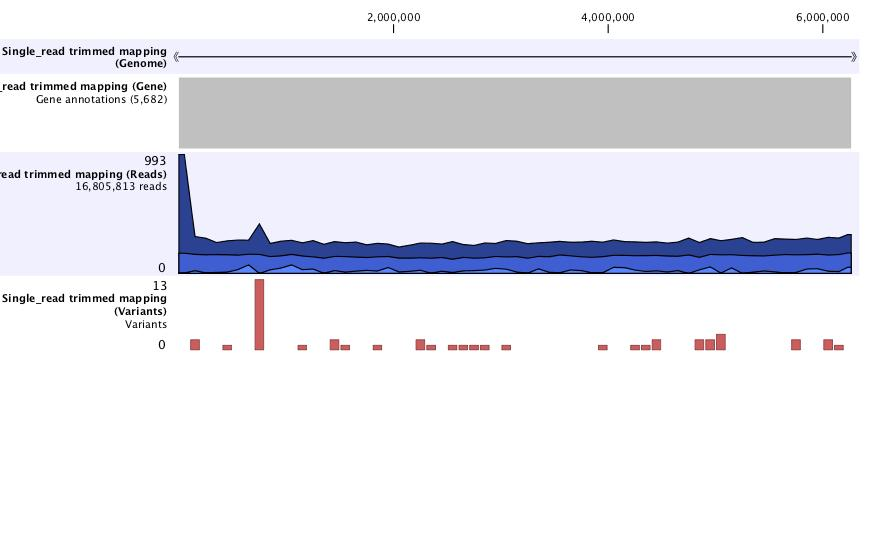 2,000,000 4,000,000 6,000,000
Single_read trimmed mapping
(Genome)
_read trimmed mapping (Gene)
Gene annotations (5,682)
993
read trimmed mapping (Reads)
16,805,813 reads
0
13
Single_read trimmed mapping
(Variants)
Variants
0